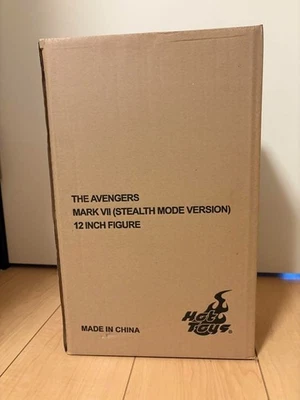 THE AVENGERS
MARK VII (STEALTH MODE VERSION)
12 INCH FIGURE
Hot
Toys
MADE IN CHINA